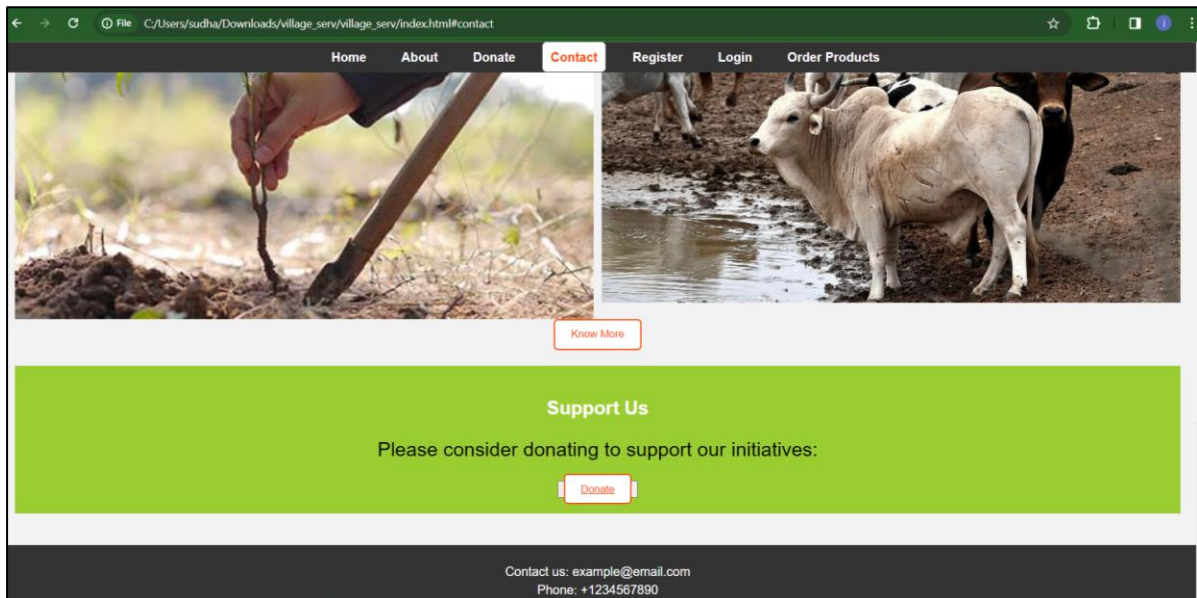 File C:/Users/sudha/Downloads/village_serv/village_serv/index.html#contact
Home About Donate Contact Register Login Order Products
Know More
Support Us
Please consider donating to support our initiatives:
Donate
Contact us: example@email.com
Phone: +1234567890